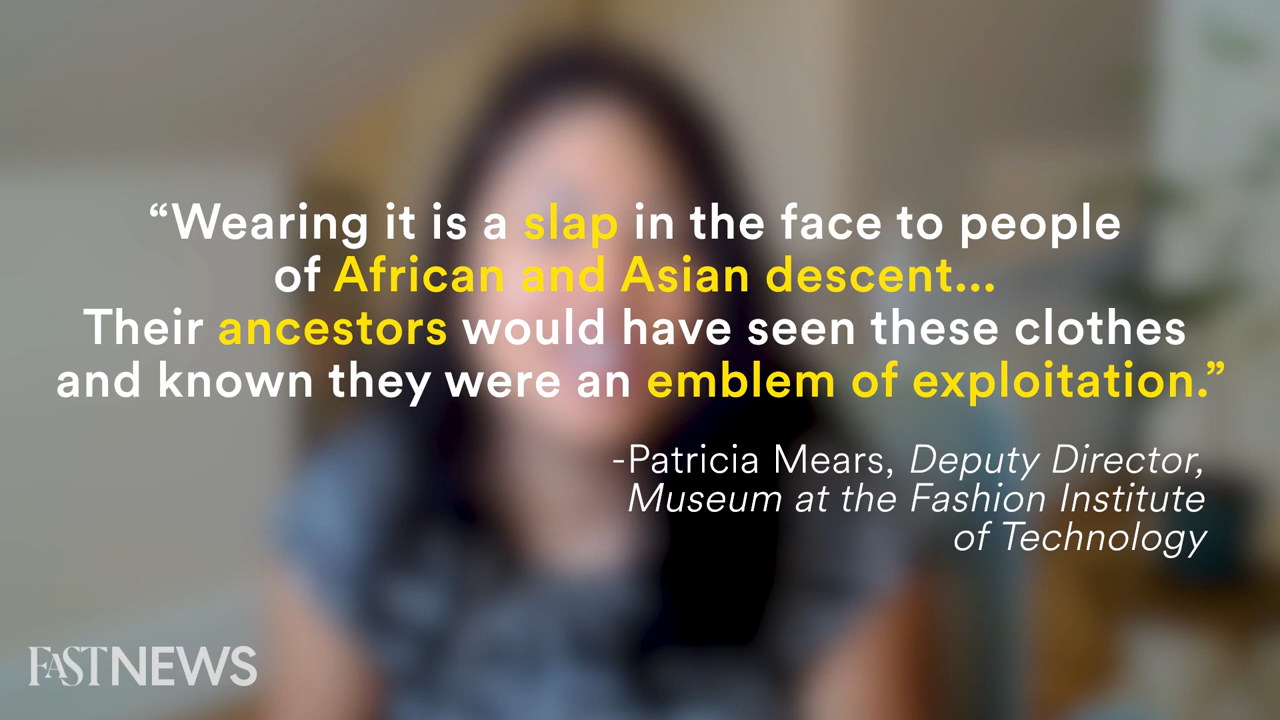 “Wearing it is a slap in the face to people
of African and Asian descent...
Their ancestors would have seen these clothes
and known they were an emblem of exploitation.”
-Patricia Mears, Deputy Director,
Museum at the Fashion Institute
of Technology
FASTNEWS